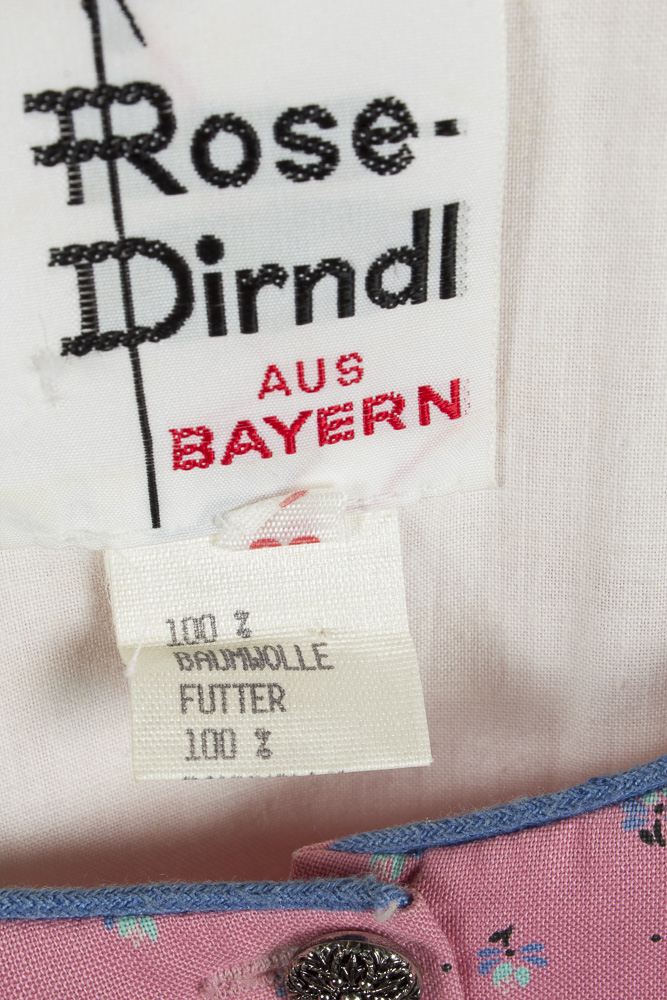 Rose-
Dirndl
AUS
BAYERN
100 %
BAUMWOLLE
FUTTER
100 %